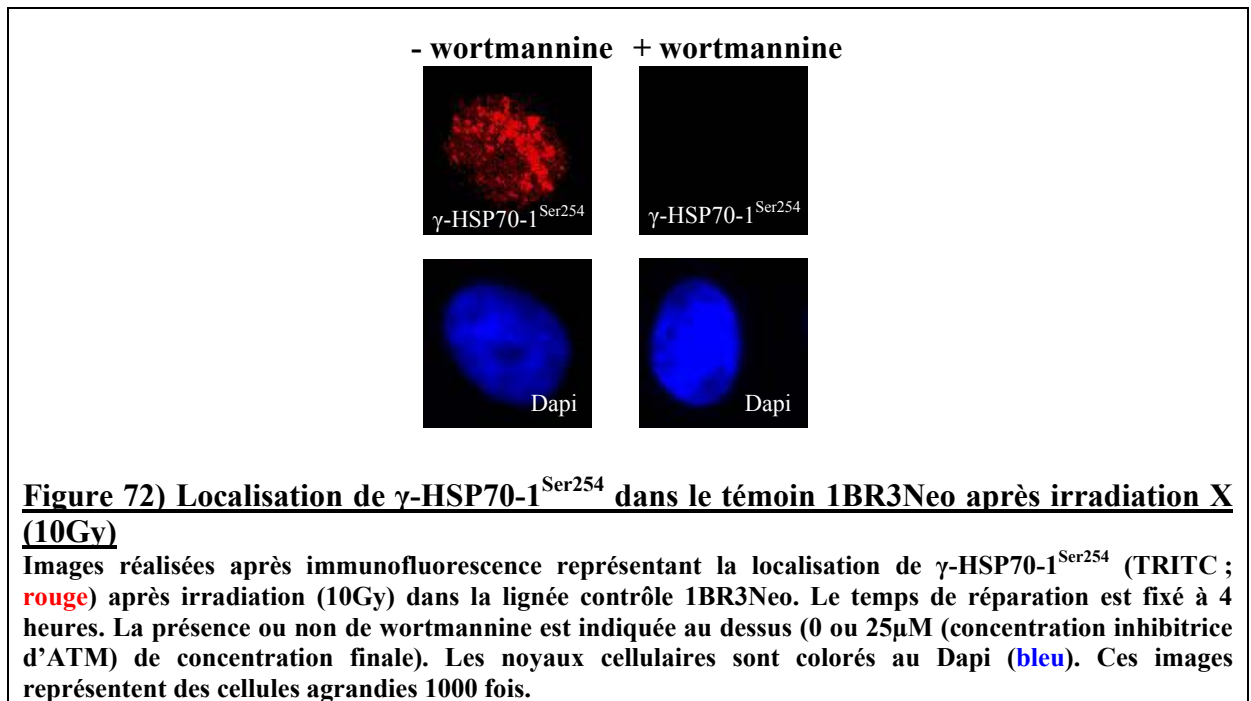 - wortmannine + wortmannine
γ-HSP70-1Ser254 γ-HSP70-1Ser254
Dapi Dapi
Figure 72) Localisation de γ-HSP70-1Ser254 dans le témoin 1BR3Neo après irradiation X
(10Gy)
Images réalisées après immunofluorescence représentant la localisation de γ-HSP70-1Ser254 (TRITC ;
rouge) après irradiation (10Gy) dans la lignée contrôle 1BR3Neo. Le temps de réparation est fixé à 4
heures. La présence ou non de wortmannine est indiquée au dessus (0 ou 25µM (concentration inhibitrice
d’ATM) de concentration finale). Les noyaux cellulaires sont colorés au Dapi (bleu). Ces images
représentent des cellules agrandies 1000 fois.